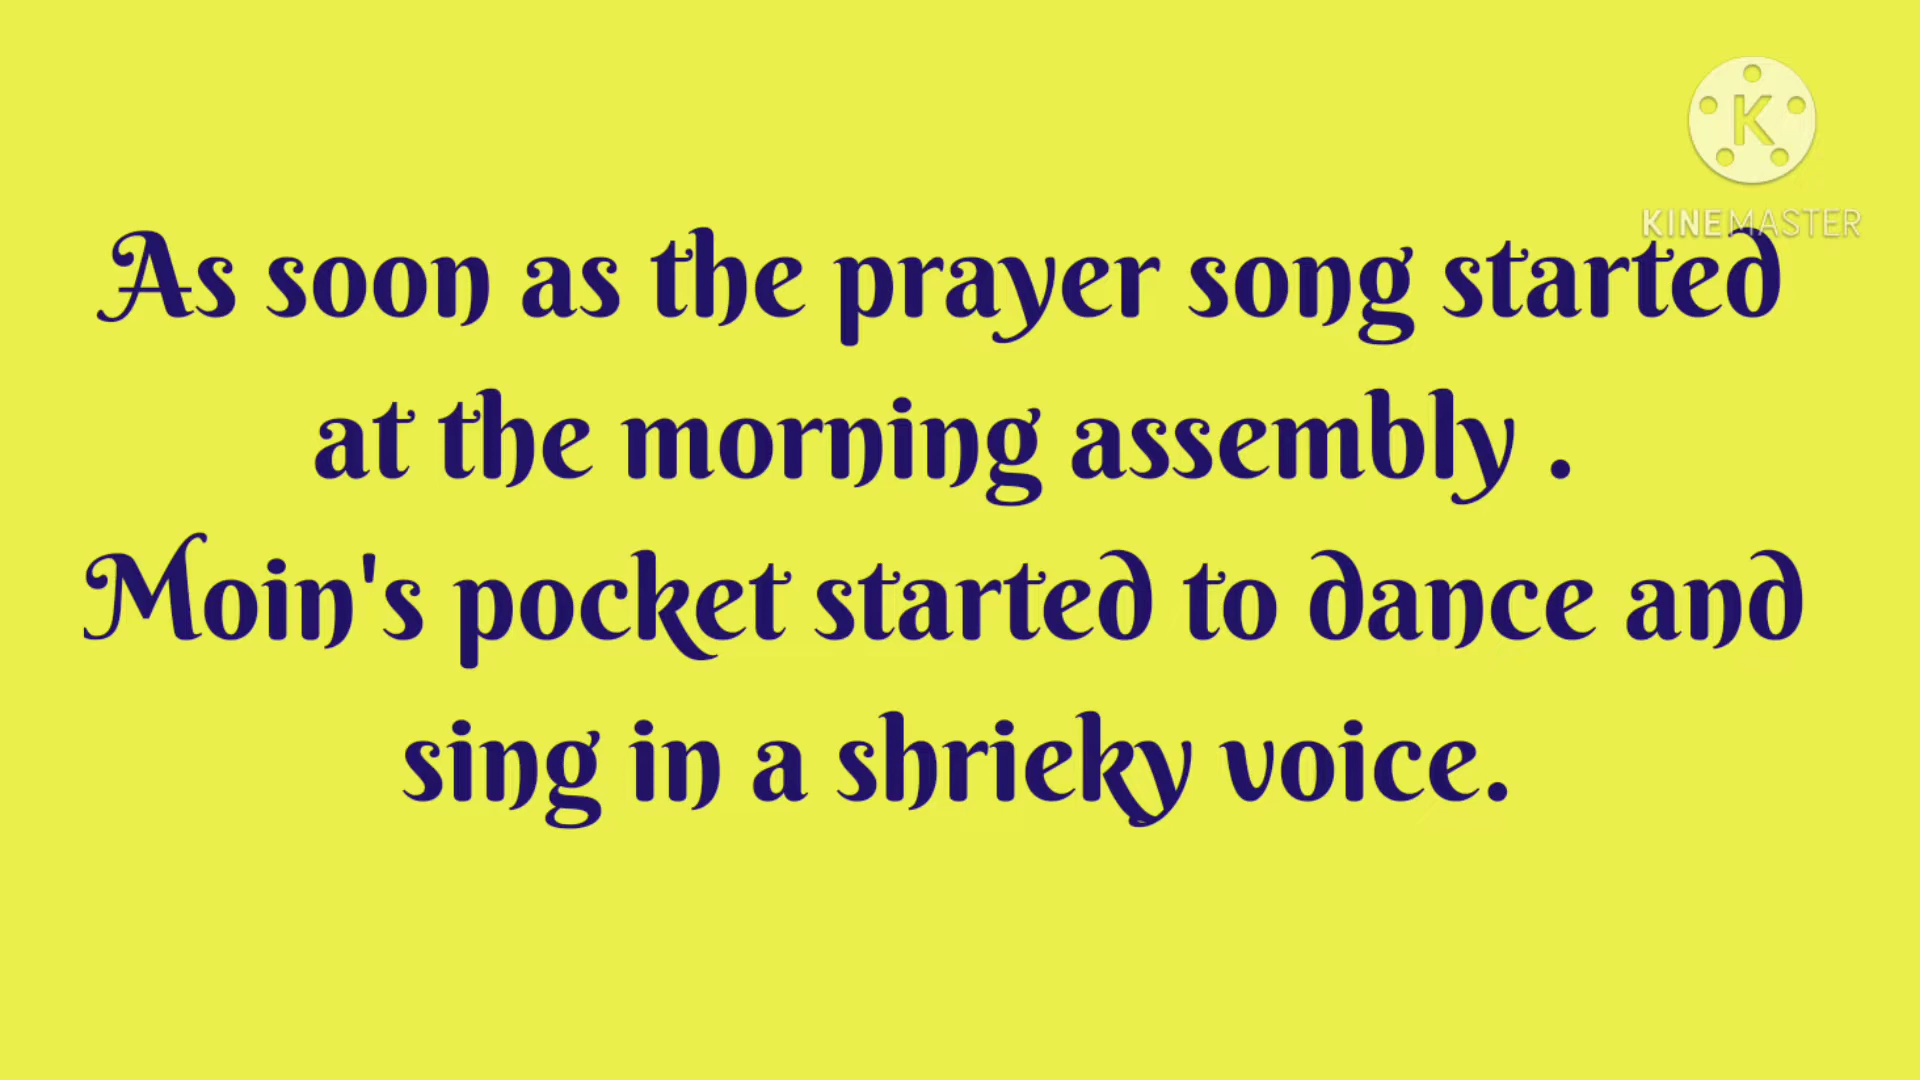 K
KINEMASTER
As soon as the prayer song started
at the morning assembly .
Moin's pocket started to dance and
sing in a shrieky voice.